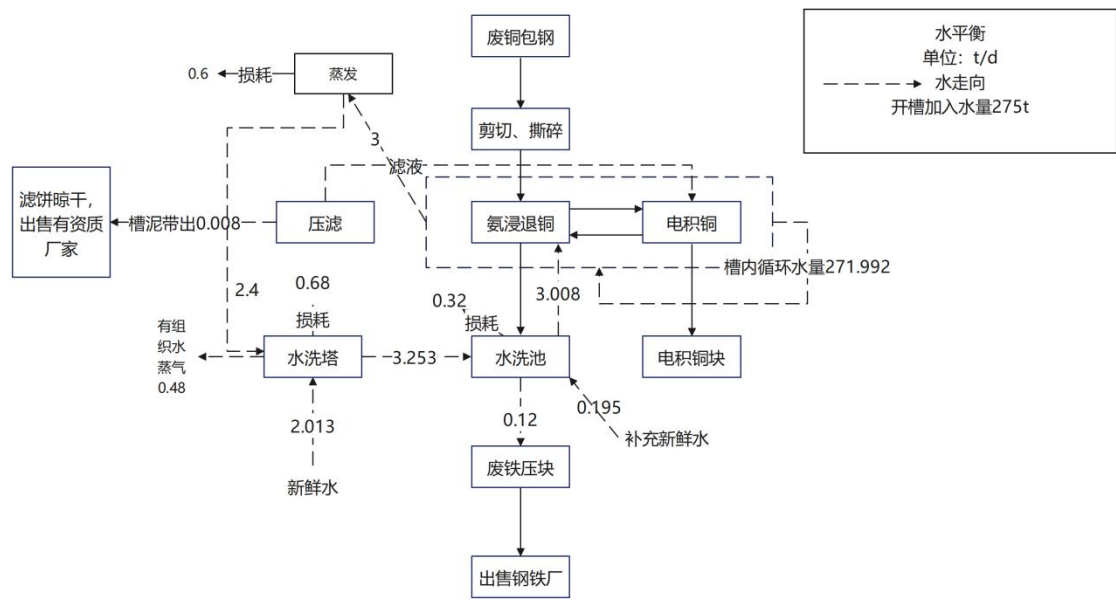 废铜包钢
水平衡
单位：t/d
水走向
开槽加入水量275t
0.6
损耗
蒸发
剪切、撕碎
3
滤液
滤饼晾干，
出售有资质
厂家
槽泥带出0.008
压滤
氨浸退铜
电积铜
槽内循环水量271.992
2.4
0.68
损耗
0.32
损耗
3.008
有组
织水
蒸气
0.48
水洗塔
3.253
水洗池
电积铜块
2.013
0.12
0.195
补充新鲜水
新鲜水
废铁压块
出售钢铁厂